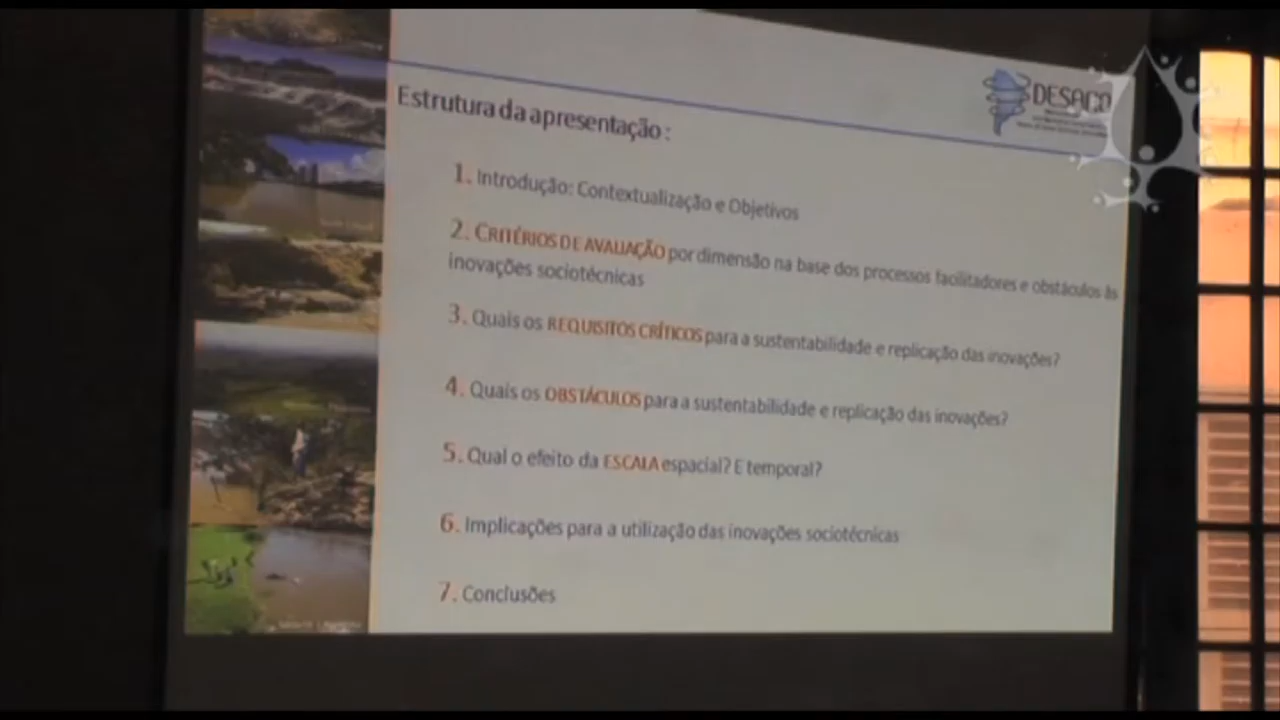 DESAFIO
Estrutura da apresentação :
1. Introdução: Contextualização e Objetivos
2. CRITÉRIOS DE AVALIAÇÃO por dimensão na base dos processos facilitadores e obstáculos às
inovações sociotécnicas
3. Quais os REQUISITOS CRÍTICOS para a sustentabilidade e replicação das inovações?
4. Quais os OBSTÁCULOS para a sustentabilidade e replicação das inovações?
5. Qual o efeito da ESCALA espacial? E temporal?
6. Implicações para a utilização das inovações sociotécnicas
7. Conclusões